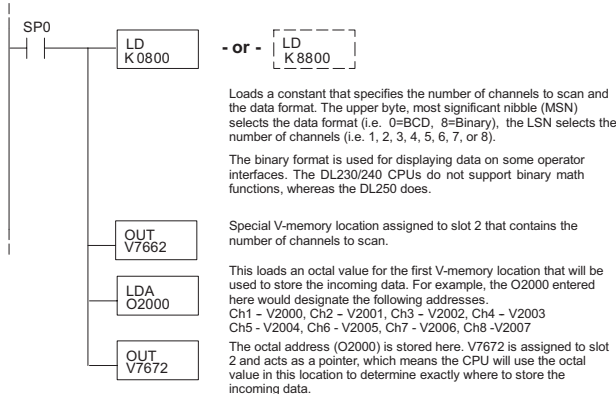 SP0
LD
K 0800
- or -
LD
K 8800
Loads a constant that specifies the number of channels to scan and
the data format. The upper byte, most significant nibble (MSN)
selects the data format (i.e. 0=BCD, 8=Binary), the LSN selects the
number of channels (i.e. 1, 2, 3, 4, 5, 6, 7, or 8).
The binary format is used for displaying data on some operator
interfaces. The DL230/240 CPUs do not support binary math
functions, whereas the DL250 does.
OUT
V7662
Special V-memory location assigned to slot 2 that contains the
number of channels to scan.
LDA
O2000
This loads an octal value for the first V-memory location that will be
used to store the incoming data. For example, the O2000 entered
here would designate the following addresses.
Ch1 - V2000, Ch2 - V2001, Ch3 - V2002, Ch4 - V2003
Ch5 - V2004, Ch6 - V2005, Ch7 - V2006, Ch8 -V2007
OUT
V7672
The octal address (O2000) is stored here. V7672 is assigned to slot
2 and acts as a pointer, which means the CPU will use the octal
value in this location to determine exactly where to store the
incoming data.